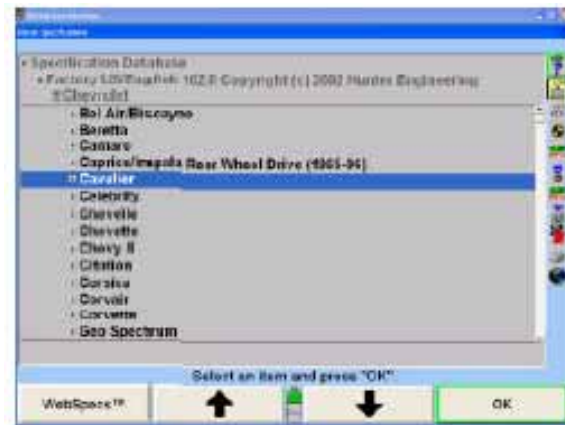 Specification Database
Factory US/English 102.0 Copyright (c) 2002 Hunter Engineering
Chevrolet
Bel Air/Biscayne
Beretta
Camaro
Caprice/Impala Rear Wheel Drive (1965-96)
Cavalier
Celebrity
Chevelle
Chevette
Chevy II
Citation
Corsica
Corvair
Corvette
Geo Spectrum
Select an item and press "OK"
WebSpecs™
OK